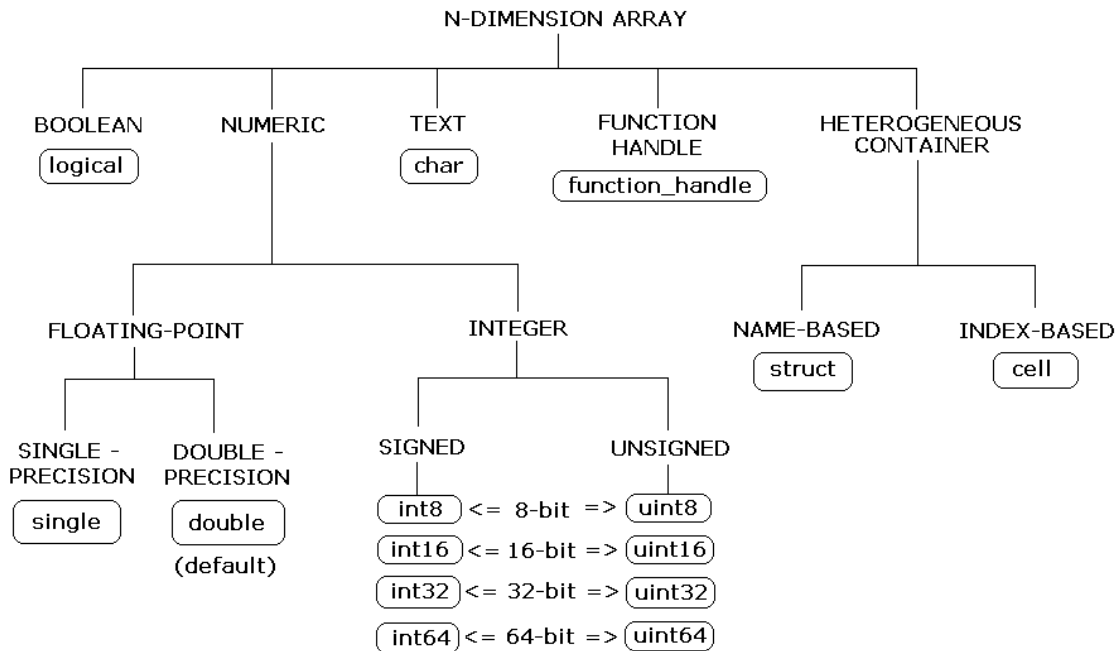 N-DIMENSION ARRAY
BOOLEAN NUMERIC TEXT FUNCTION HANDLE HETEROGENEOUS CONTAINER
logical char function_handle
FLOATING-POINT INTEGER NAME-BASED INDEX-BASED
struct cell
SINGLE - PRECISION DOUBLE - PRECISION SIGNED UNSIGNED
single double
(default)
int8 <= 8-bit => uint8
int16 <= 16-bit => uint16
int32 <= 32-bit => uint32
int64 <= 64-bit => uint64